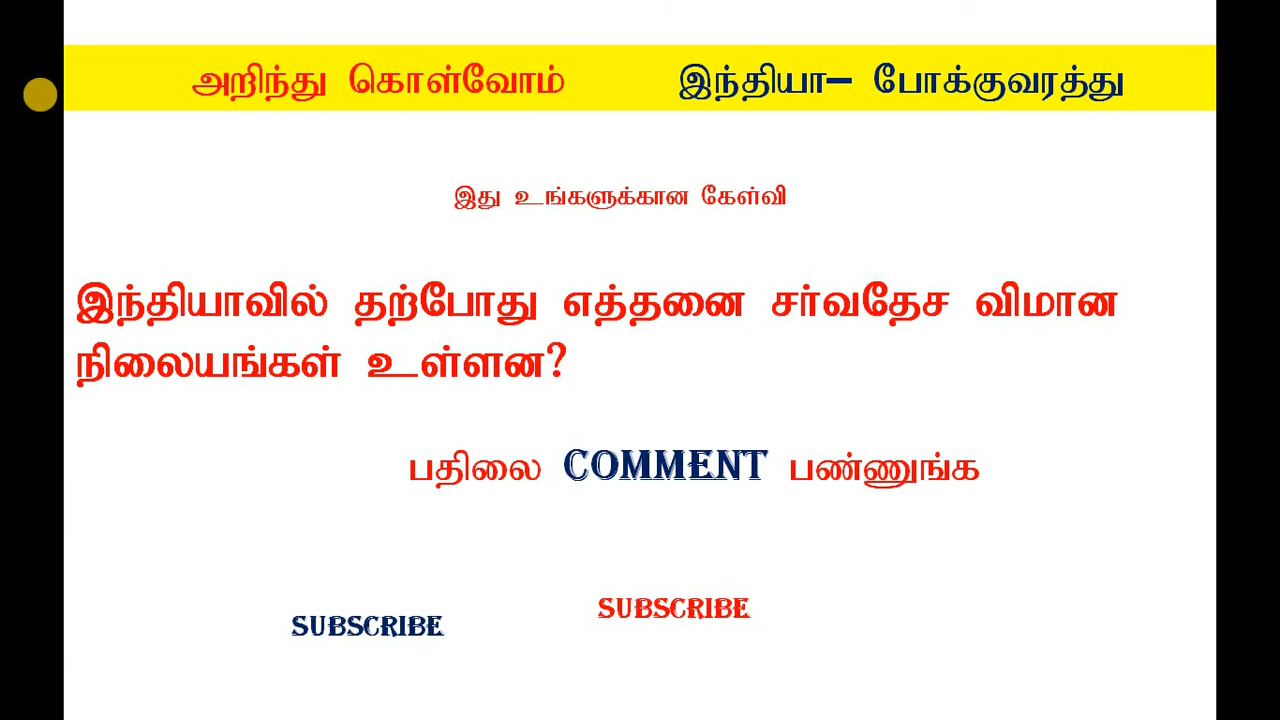 அறிந்து கொள்வோம் இந்தியா– போக்குவரத்து
இது உங்களுக்கான கேள்வி
இந்தியாவில் தற்போது எத்தனை சர்வதேச விமான
நிலையங்கள் உள்ளன?
பதிலை COMMENT பண்ணுங்க
SUBSCRIBE
SUBSCRIBE